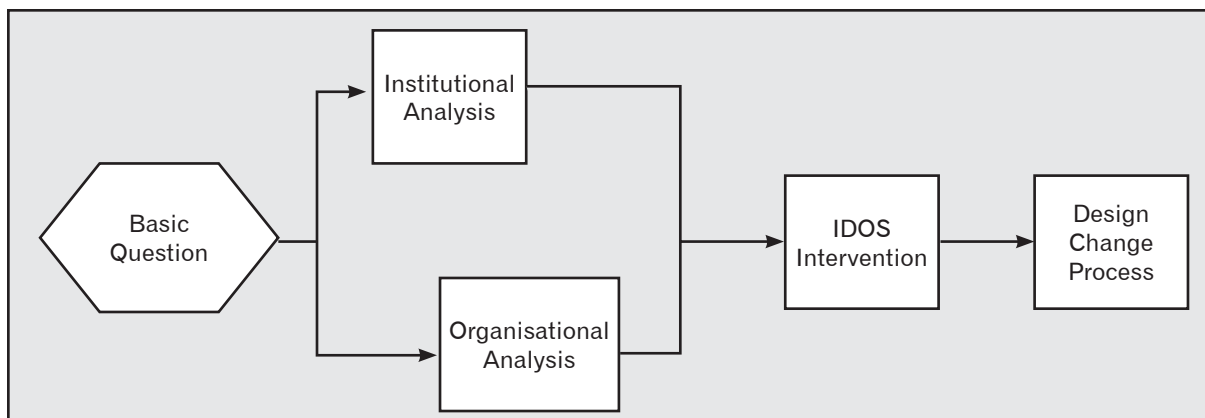 Basic
Question
Institutional
Analysis
Organisational
Analysis
IDOS
Intervention
Design
Change
Process